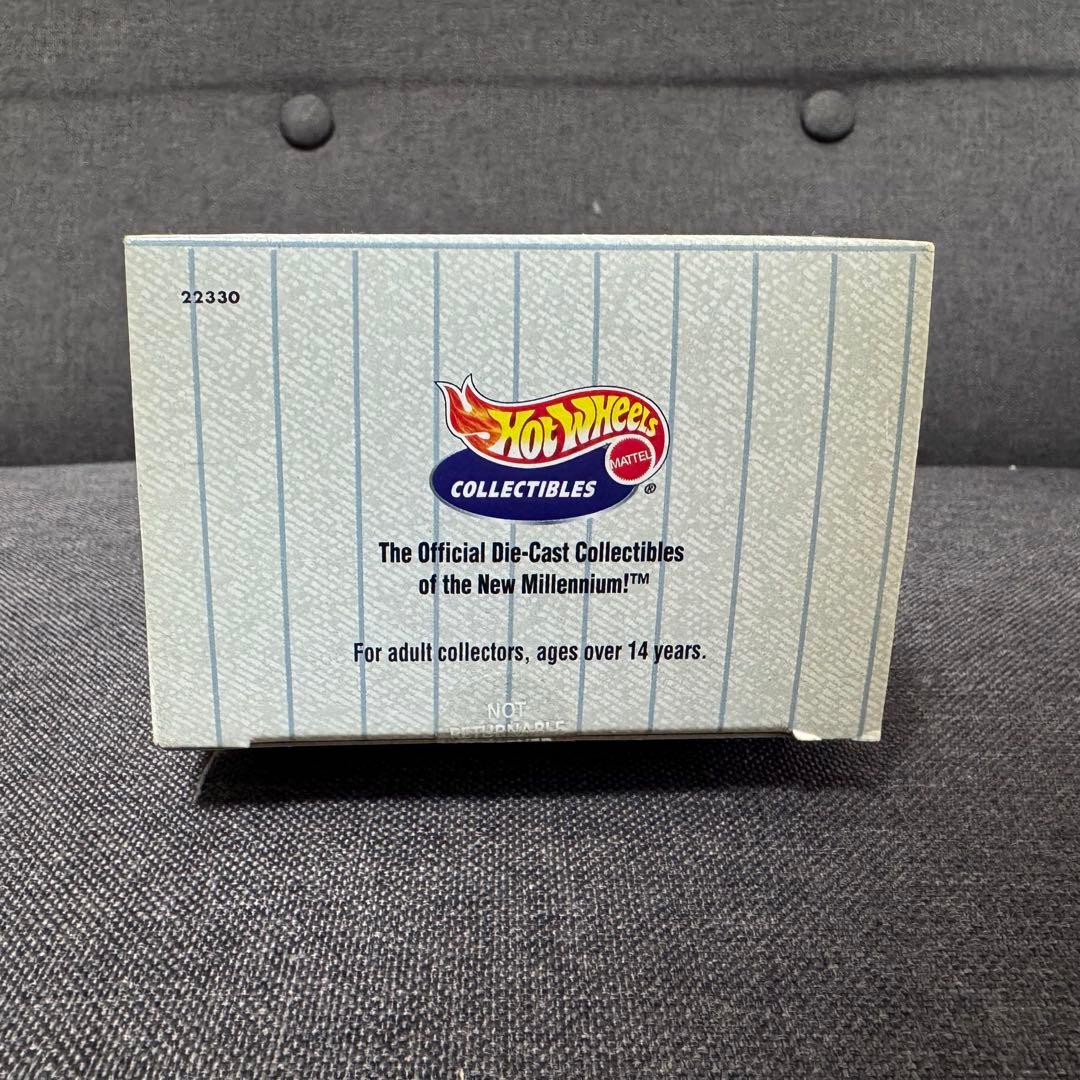 22330
HOT WHEELS
MATTEL
COLLECTIBLES ®
The Official Die-Cast Collectibles
of the New Millennium!™
For adult collectors, ages over 14 years.
NOT
RETURNABLE